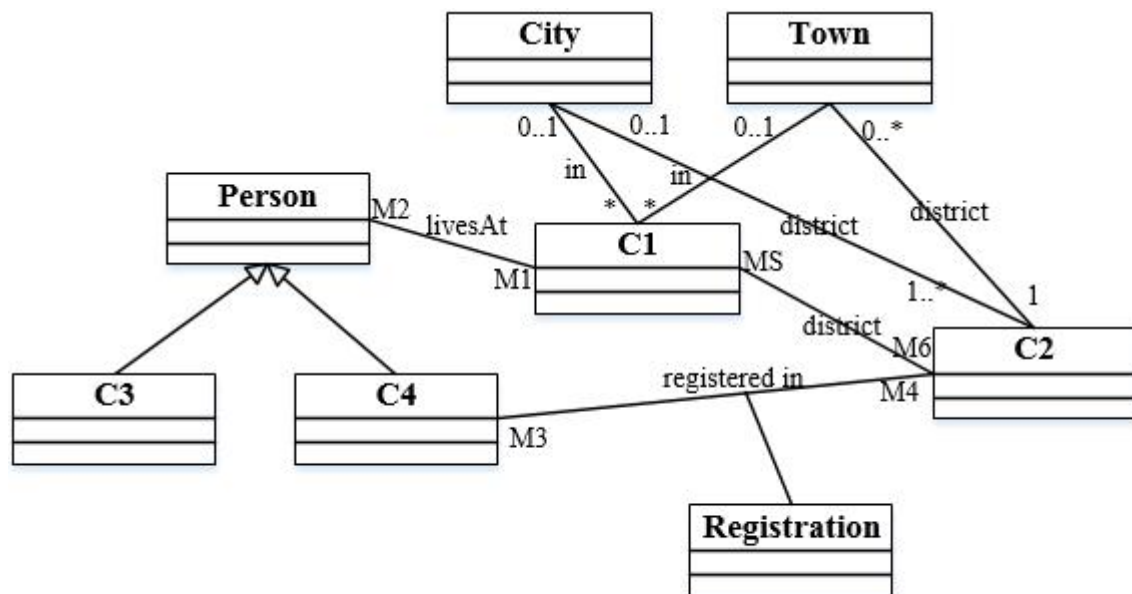 City
Town
0..1
0..1
0..1
0..*
in
in
Person
M2
livesAt
* *
district
district
C1
M1
MS
1..*
1
district
M6
C2
C3
C4
registered in
M4
M3
Registration